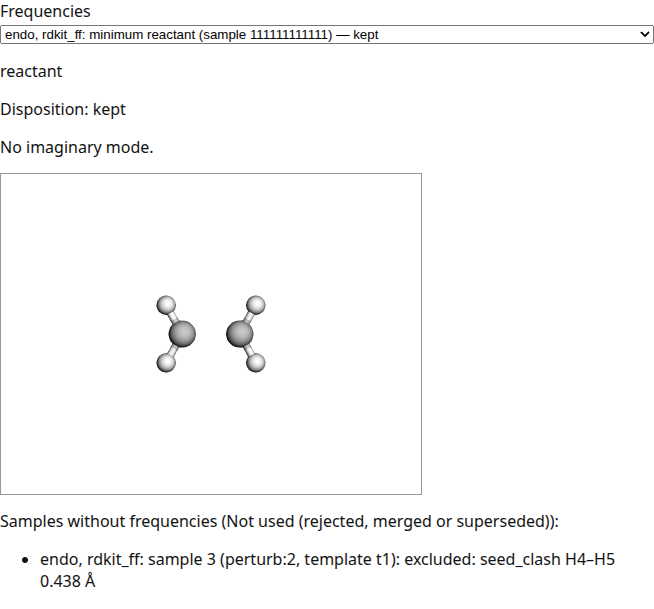 Frequencies
endo, rdkit_ff: minimum reactant (sample 111111111111) — kept
reactant
Disposition: kept
No imaginary mode.
Samples without frequencies (Not used (rejected, merged or superseded)):
endo, rdkit_ff: sample 3 (perturb:2, template t1): excluded: seed_clash H4–H5
0.438 Å